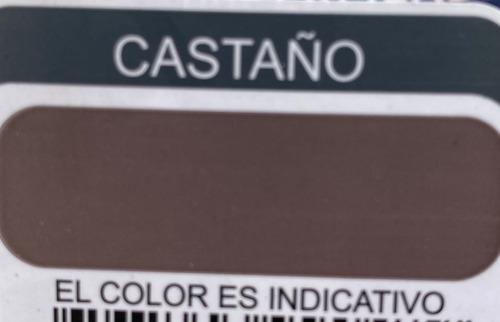 CASTAÑO
EL COLOR ES INDICATIVO